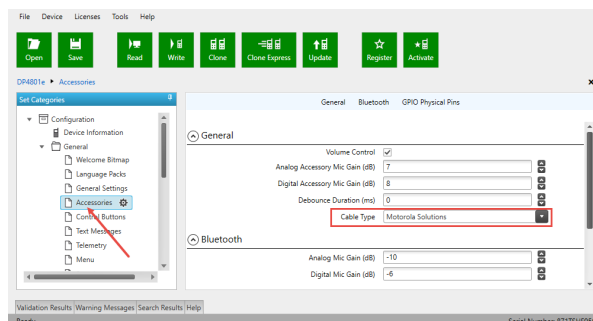 File Device Licenses Tools Help
Open Save Read Write Clone Clone Express Update Register Activate
DP4801e Accessories
Set Categories
General Bluetooth GPIO Physical Pins
Configuration
Device Information
General
Welcome Bitmap
Language Packs
General Settings
Accessories
Control Buttons
Text Messages
Telemetry
Menu
General
Volume Control
Analog Accessory Mic Gain (dB) 7
Digital Accessory Mic Gain (dB) 8
Debounce Duration (ms) 0
Cable Type Motorola Solutions
Bluetooth
Analog Mic Gain (dB) -10
Digital Mic Gain (dB) -6
Validation Results Warning Messages Search Results Help